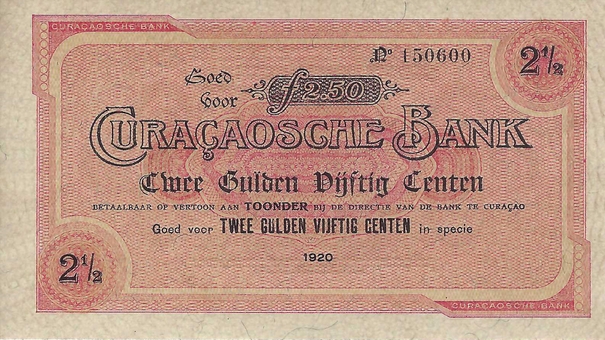 CURAÇAOSCHE BANK
No 150600
2½
Goed
voor
ƒ 2.50
CURAÇAOSCHE BANK
Twee Gulden Vijftig Centen
BETAALBAAR OP VERTOON AAN TOONDER BIJ DE DIRECTIE VAN DE BANK TE CURAÇAO
Goed voor TWEE GULDEN VIJFTIG CENTEN in specie
1920
2½
CURAÇAOSCHE BANK